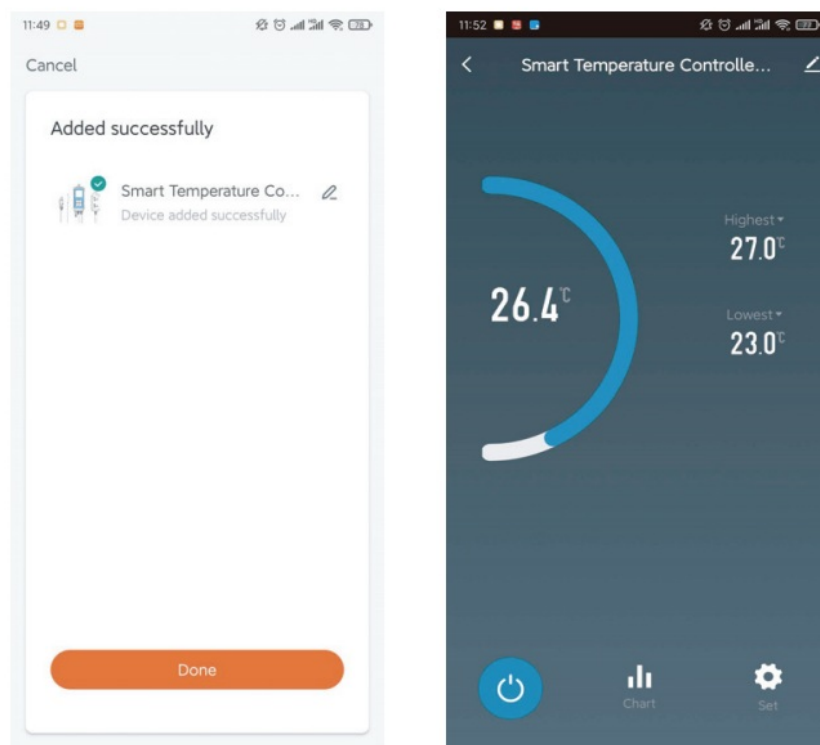 11:49
Cancel
Added successfully
Smart Temperature Co...
Device added successfully
Done
11:52
Smart Temperature Controlle...
26.4℃
Highest
27.0℃
Lowest
23.0℃
Chart
Set